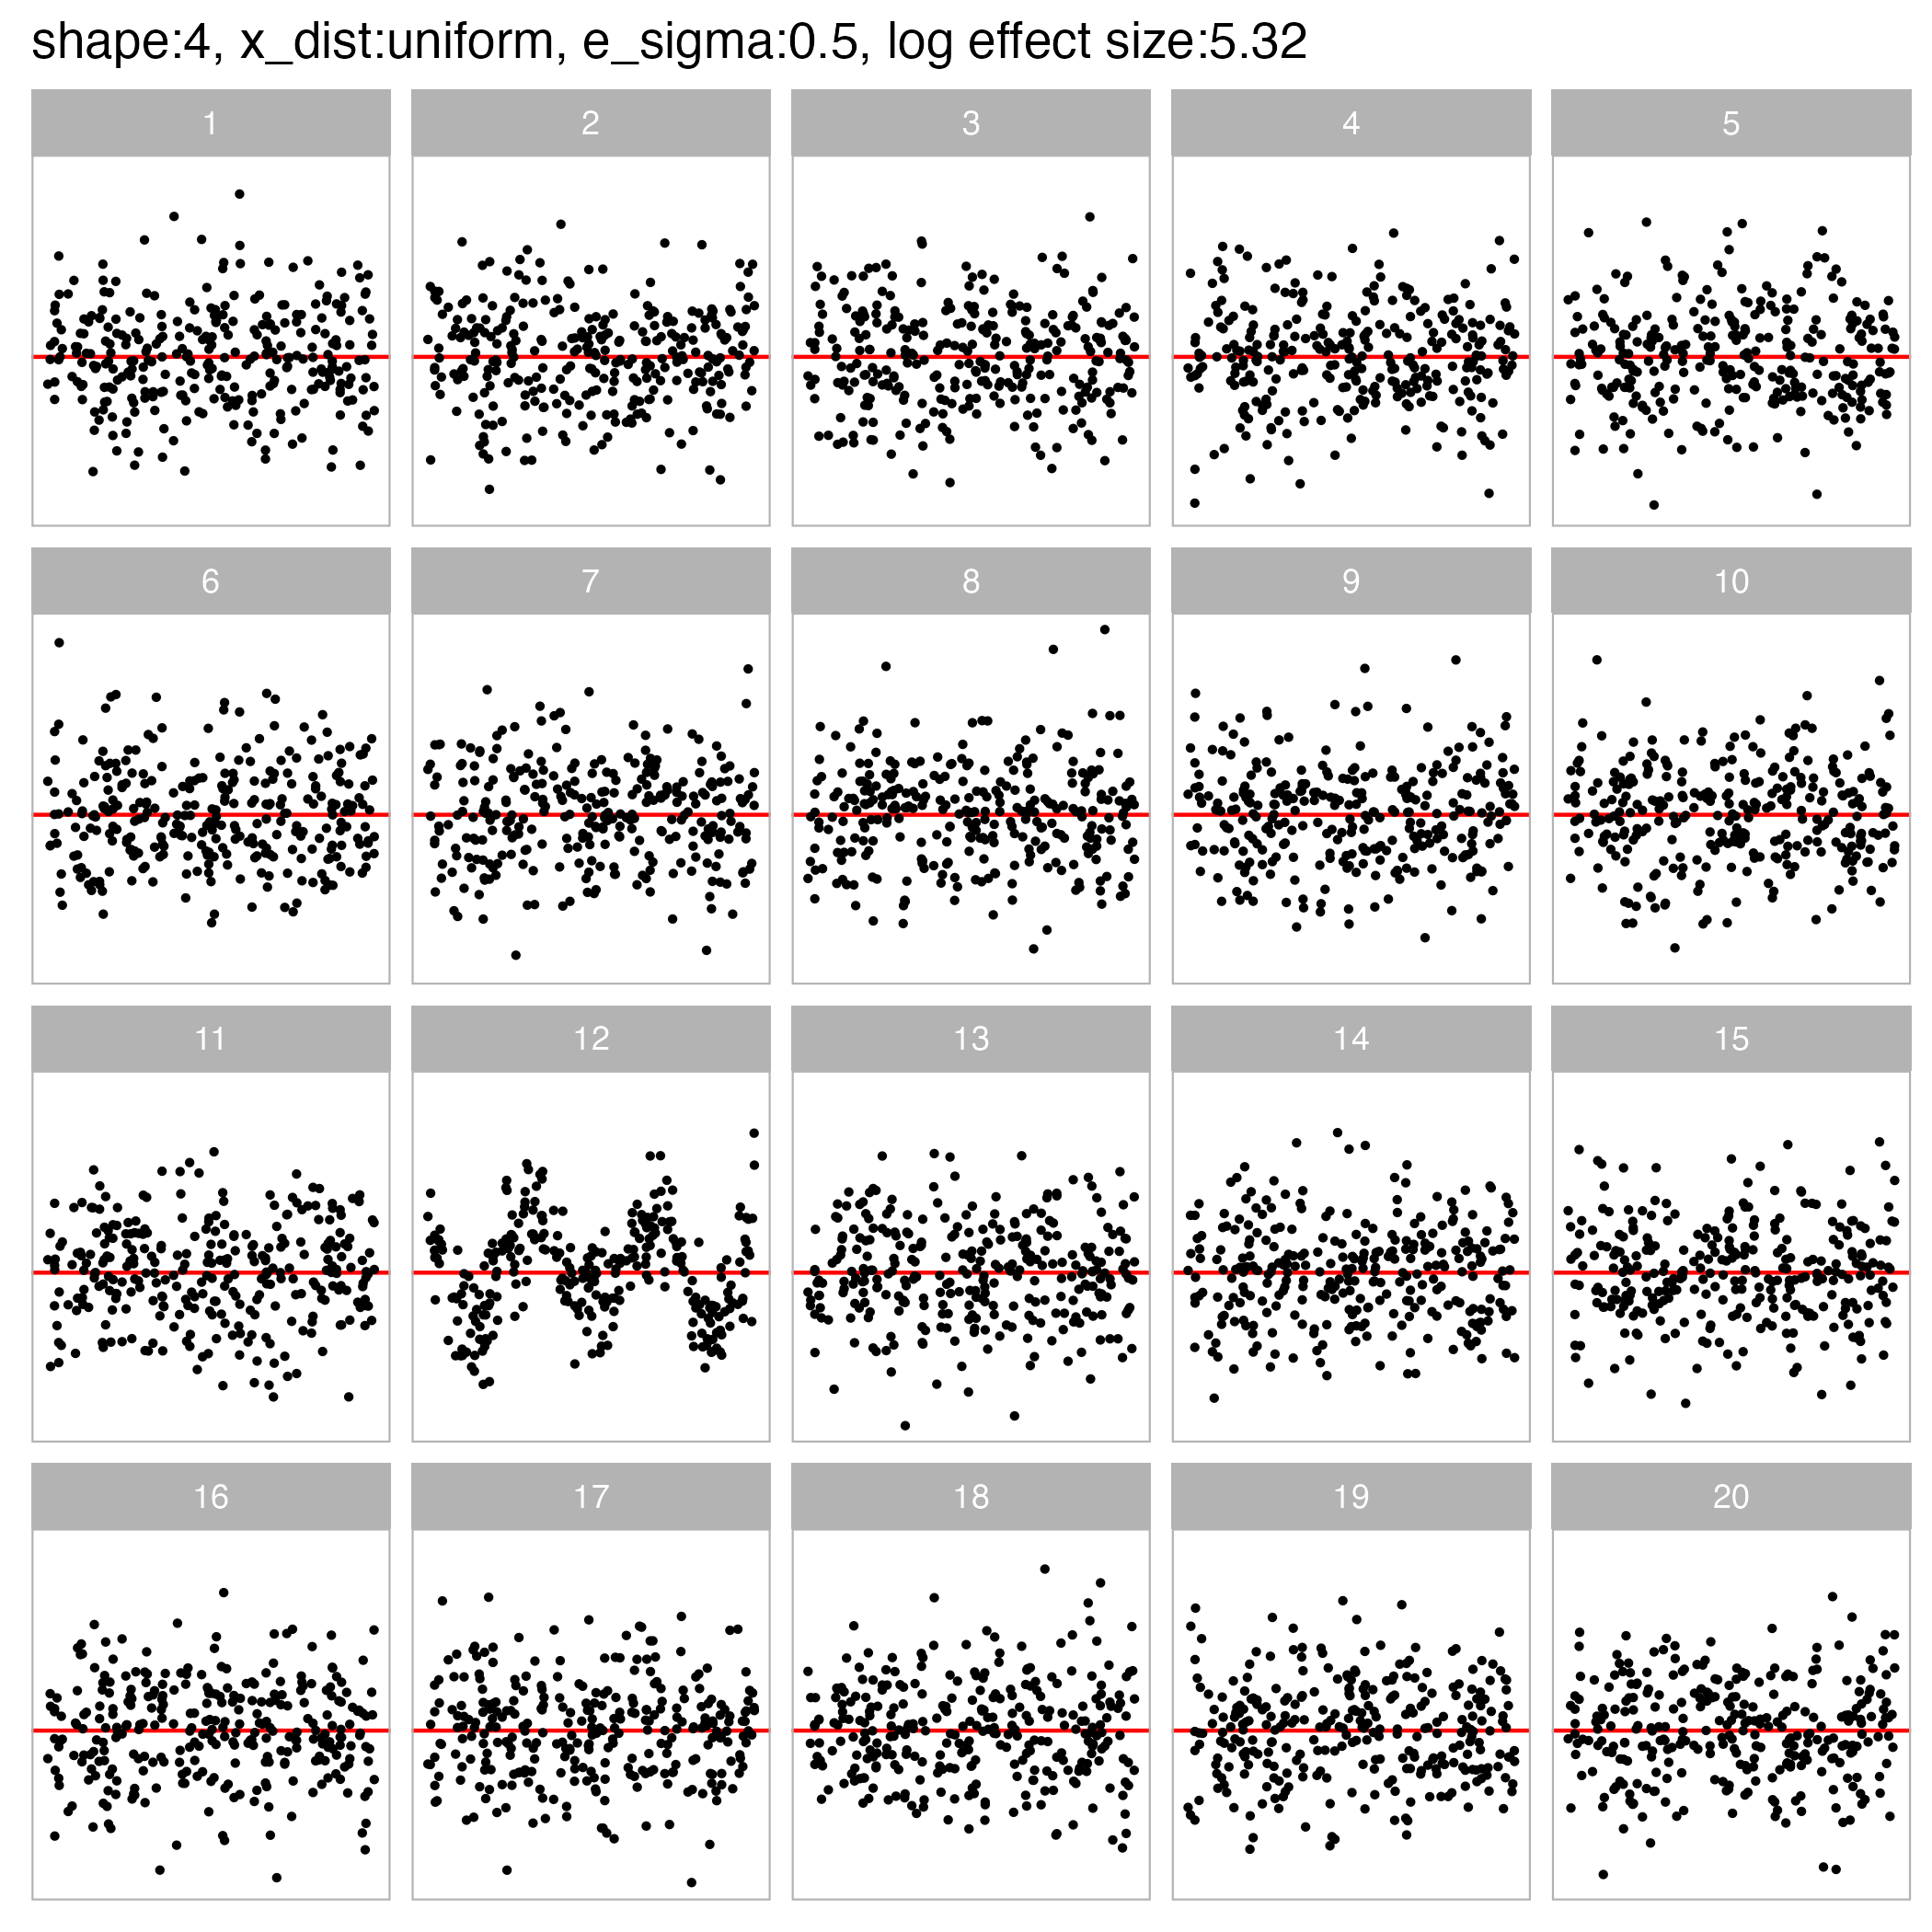 shape:4, x_dist:uniform, e_sigma:0.5, log effect size:5.32
1 2 3 4 5
6 7 8 9 10
11 12 13 14 15
16 17 18 19 20